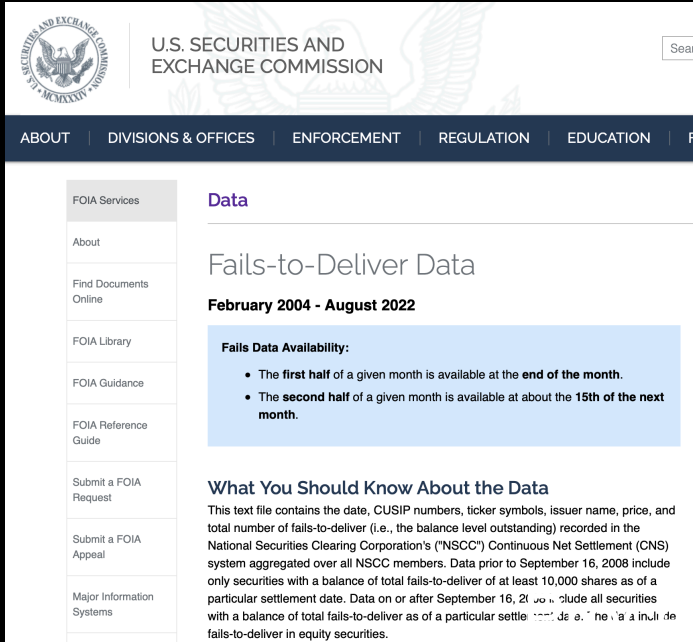 U.S. SECURITIES AND EXCHANGE COMMISSION
MCMXXXIV
U.S. SECURITIES AND
EXCHANGE COMMISSION
Sear
ABOUT
DIVISIONS & OFFICES
ENFORCEMENT
REGULATION
EDUCATION
FOIA Services
About
Find Documents
Online
FOIA Library
FOIA Guidance
FOIA Reference
Guide
Submit a FOIA
Request
Submit a FOIA
Appeal
Major Information
Systems
Data
Fails-to-Deliver Data
February 2004 - August 2022
Fails Data Availability:
• The first half of a given month is available at the end of the month.
• The second half of a given month is available at about the 15th of the next
month.
What You Should Know About the Data
This text file contains the date, CUSIP numbers, ticker symbols, issuer name, price, and
total number of fails-to-deliver (i.e., the balance level outstanding) recorded in the
National Securities Clearing Corporation's ("NSCC") Continuous Net Settlement (CNS)
system aggregated over all NSCC members. Data prior to September 16, 2008 include
only securities with a balance of total fails-to-deliver of at least 10,000 shares as of a
particular settlement date. Data on or after September 16, all securities
with a balance of total fails-to-deliver as of a particular
fails-to-deliver in equity securities.